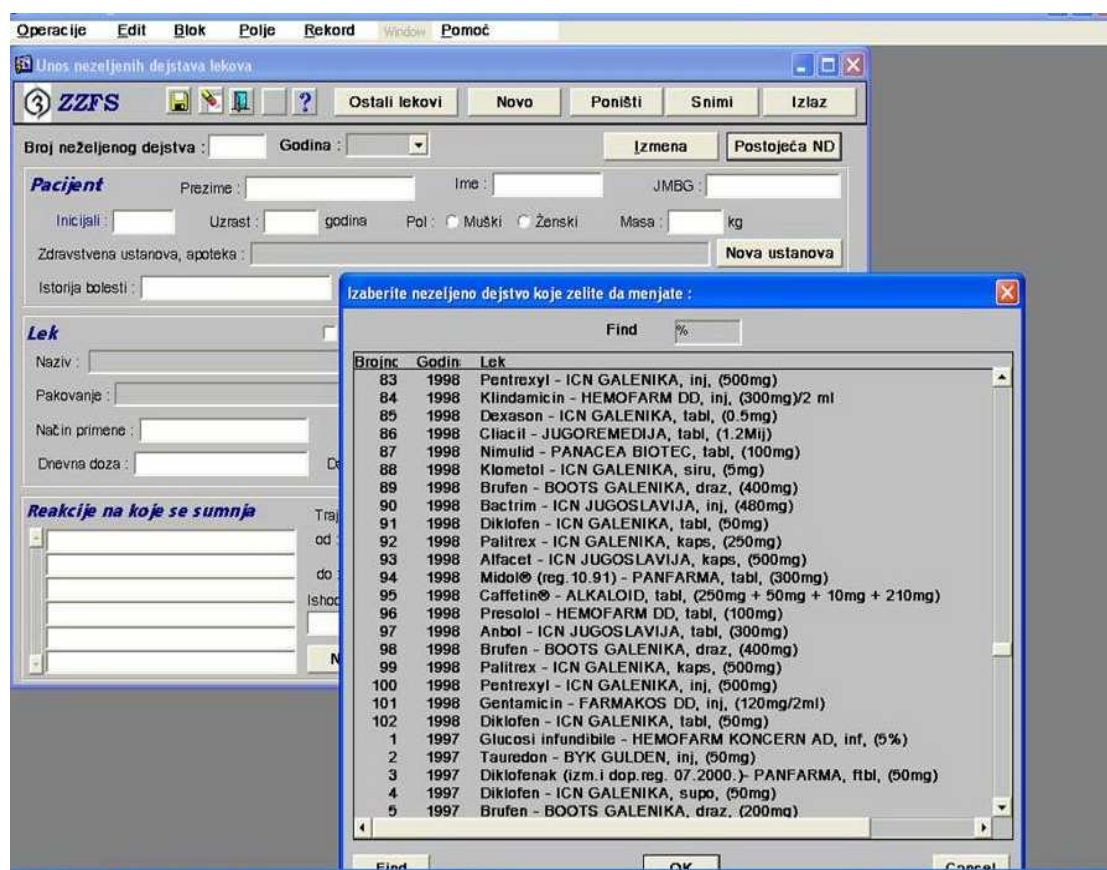 Operacije Edit Blok Polje Rekord Window Pomoć
Unos nezeljenih dejstava lekova
ZZFS ? Ostali lekovi Novo Poništi Snimi Izlaz
Broj neželjenog dejstva : Godina : Izmena Postojeća ND
Pacijent Prezime : Ime : JMBG :
Inicijali : Uzrast : godina Pol : Muški Ženski Masa : kg
Zdravstvena ustanova, apoteka : Nova ustanova
Istorija bolesti :
Lek
Naziv :
Pakovanje :
Način primene :
Dnevna doza :
Reakcije na koje se sumnja
od :
do :
Izaberite nezeljeno dejstvo koje zelite da menjate :
Find %
Brojnc Godin Lek
83 1998 Pentrexyl - ICN GALENIKA, inj, (500mg)
84 1998 Klindamicin - HEMOFARM DD, inj, (300mg)/2 ml
85 1998 Dexason - ICN GALENIKA, tabl, (0.5mg)
86 1998 Cliacil - JUGOREMEDIJA, tabl, (1.2Mij)
87 1998 Nimulid - PANACEA BIOTEC, tabl, (100mg)
88 1998 Klometol - ICN GALENIKA, siru, (5mg)
89 1998 Brufen - BOOTS GALENIKA, draz, (400mg)
90 1998 Bactrim - ICN JUGOSLAVIJA, inj, (480mg)
91 1998 Diklofen - ICN GALENIKA, tabl, (50mg)
92 1998 Palitrex - ICN GALENIKA, kaps, (250mg)
93 1998 Alfacet - ICN JUGOSLAVIJA, kaps, (500mg)
94 1998 Midol® (reg.10.91) - PANFARMA, tabl, (300mg)
95 1998 Caffetin® - ALKALOID, tabl, (250mg + 50mg + 10mg + 210mg)
96 1998 Presolol - HEMOFARM DD, tabl, (100mg)
97 1998 Anbol - ICN JUGOSLAVIJA, tabl, (300mg)
98 1998 Brufen - BOOTS GALENIKA, draz, (400mg)
99 1998 Palitrex - ICN GALENIKA, kaps, (500mg)
100 1998 Pentrexyl - ICN GALENIKA, inj, (500mg)
101 1998 Gentamicin - FARMAKOS DD, inj, (120mg/2ml)
102 1998 Diklofen - ICN GALENIKA, tabl, (50mg)
1 1997 Glucosi infundibile - HEMOFARM KONCERN AD, inf, (5%)
2 1997 Tauredon - BYK GULDEN, inj, (50mg)
3 1997 Diklofenak (izm.i dop.reg. 07.2000.)- PANFARMA, ftbl, (50mg)
4 1997 Diklofen - ICN GALENIKA, supo, (50mg)
5 1997 Brufen - BOOTS GALENIKA, draz, (200mg)
Find OK Cancel